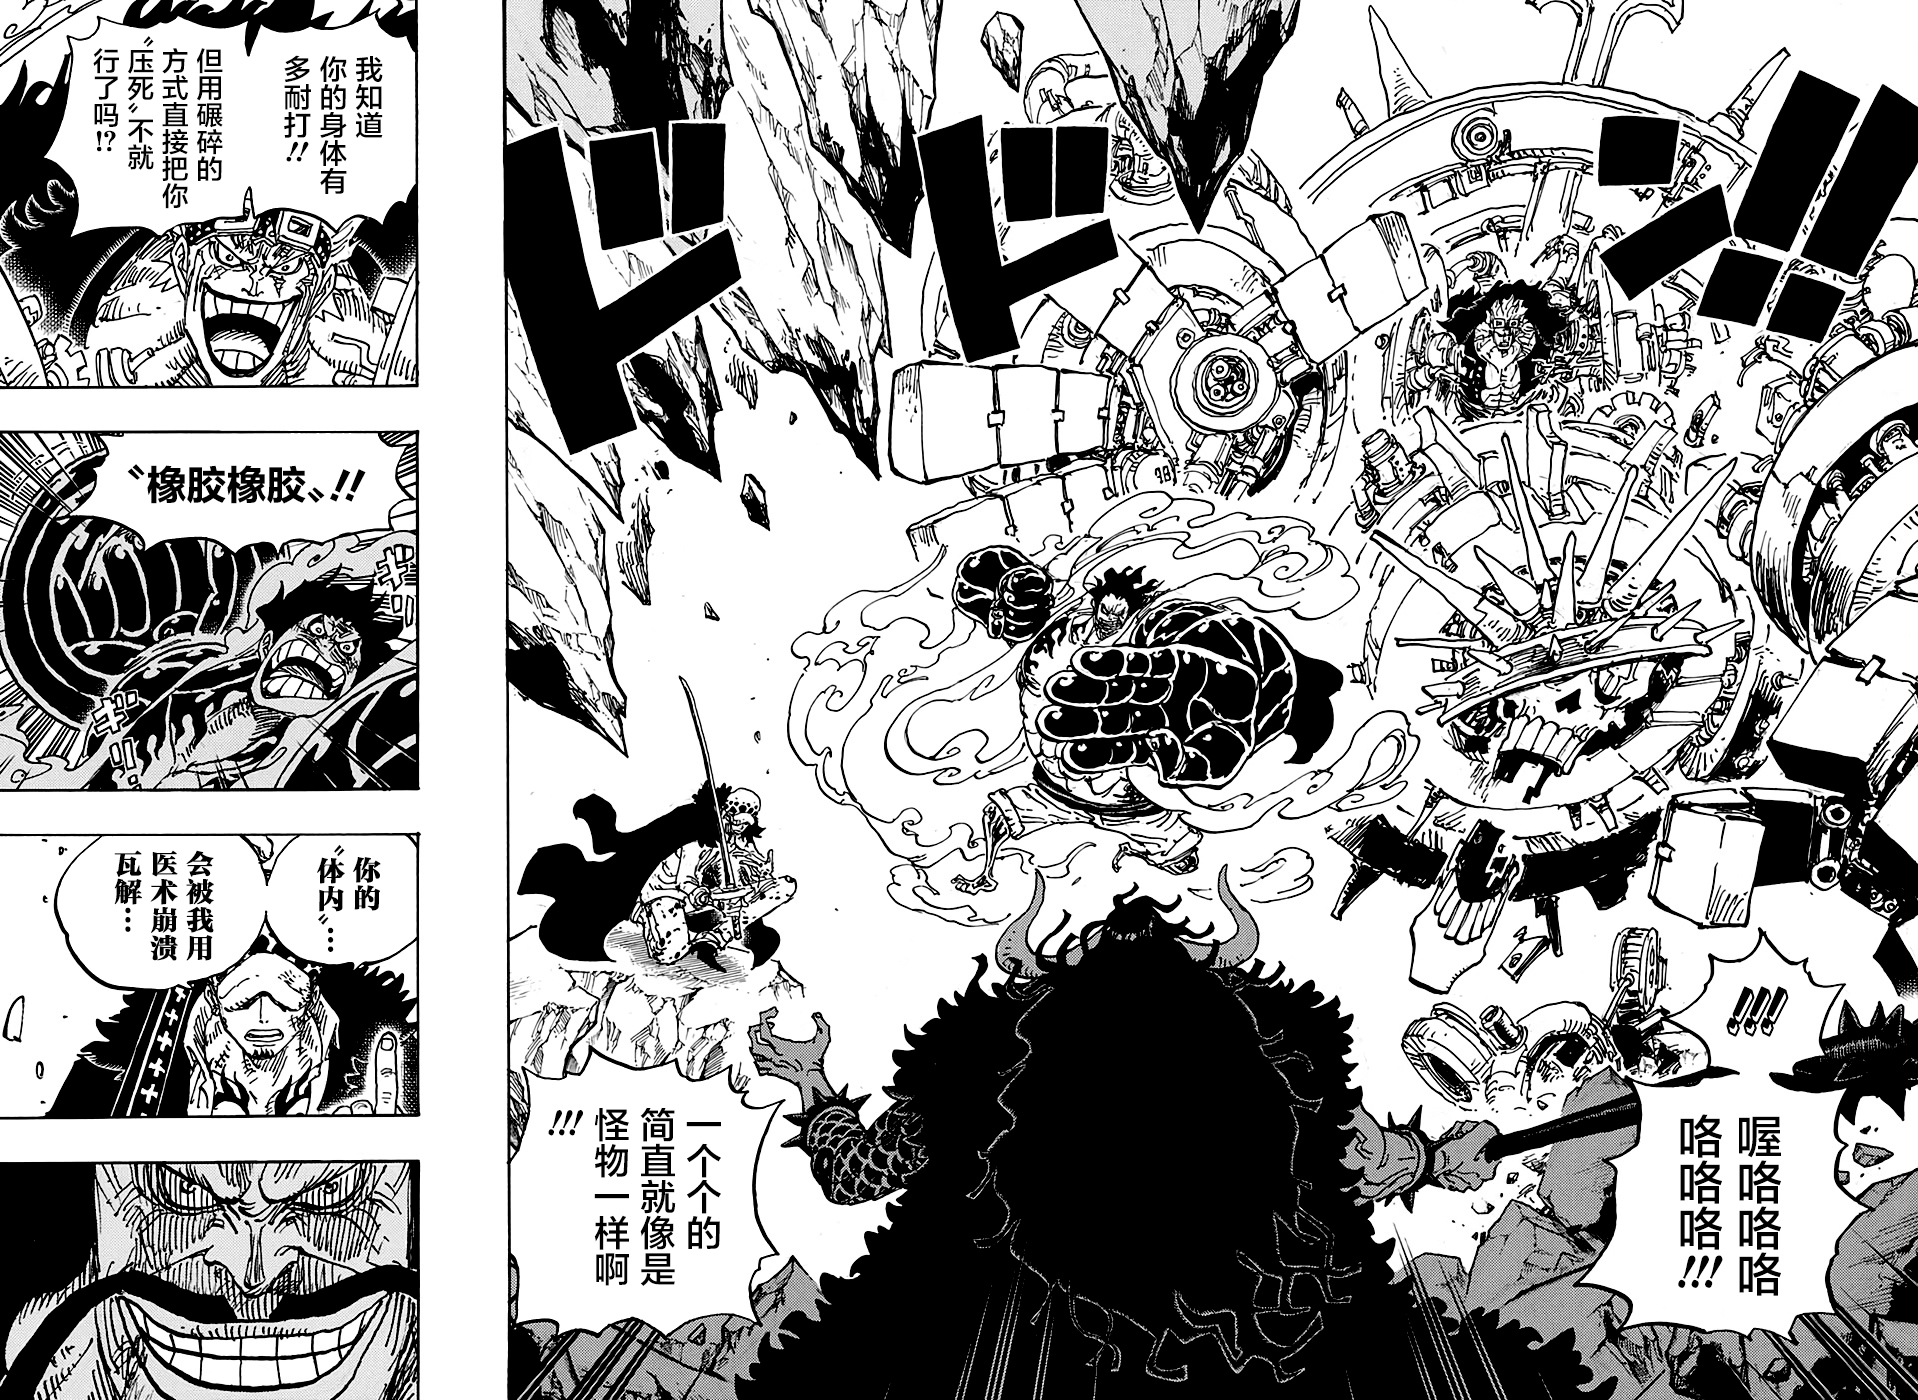 ドドン!!
!!!
喔咯咯咯
咯咯咯!!!
一个个的
简直就像是
怪物一样啊
!!!
我知道
你的身体有
多耐打!!
但用碾碎的
方式直接把你
〝压死〞不就
行了吗!?
〝橡胶橡胶〞!!
ギギ
ギギ
你的
〝体内〞…
会被我用
医术崩溃
瓦解…